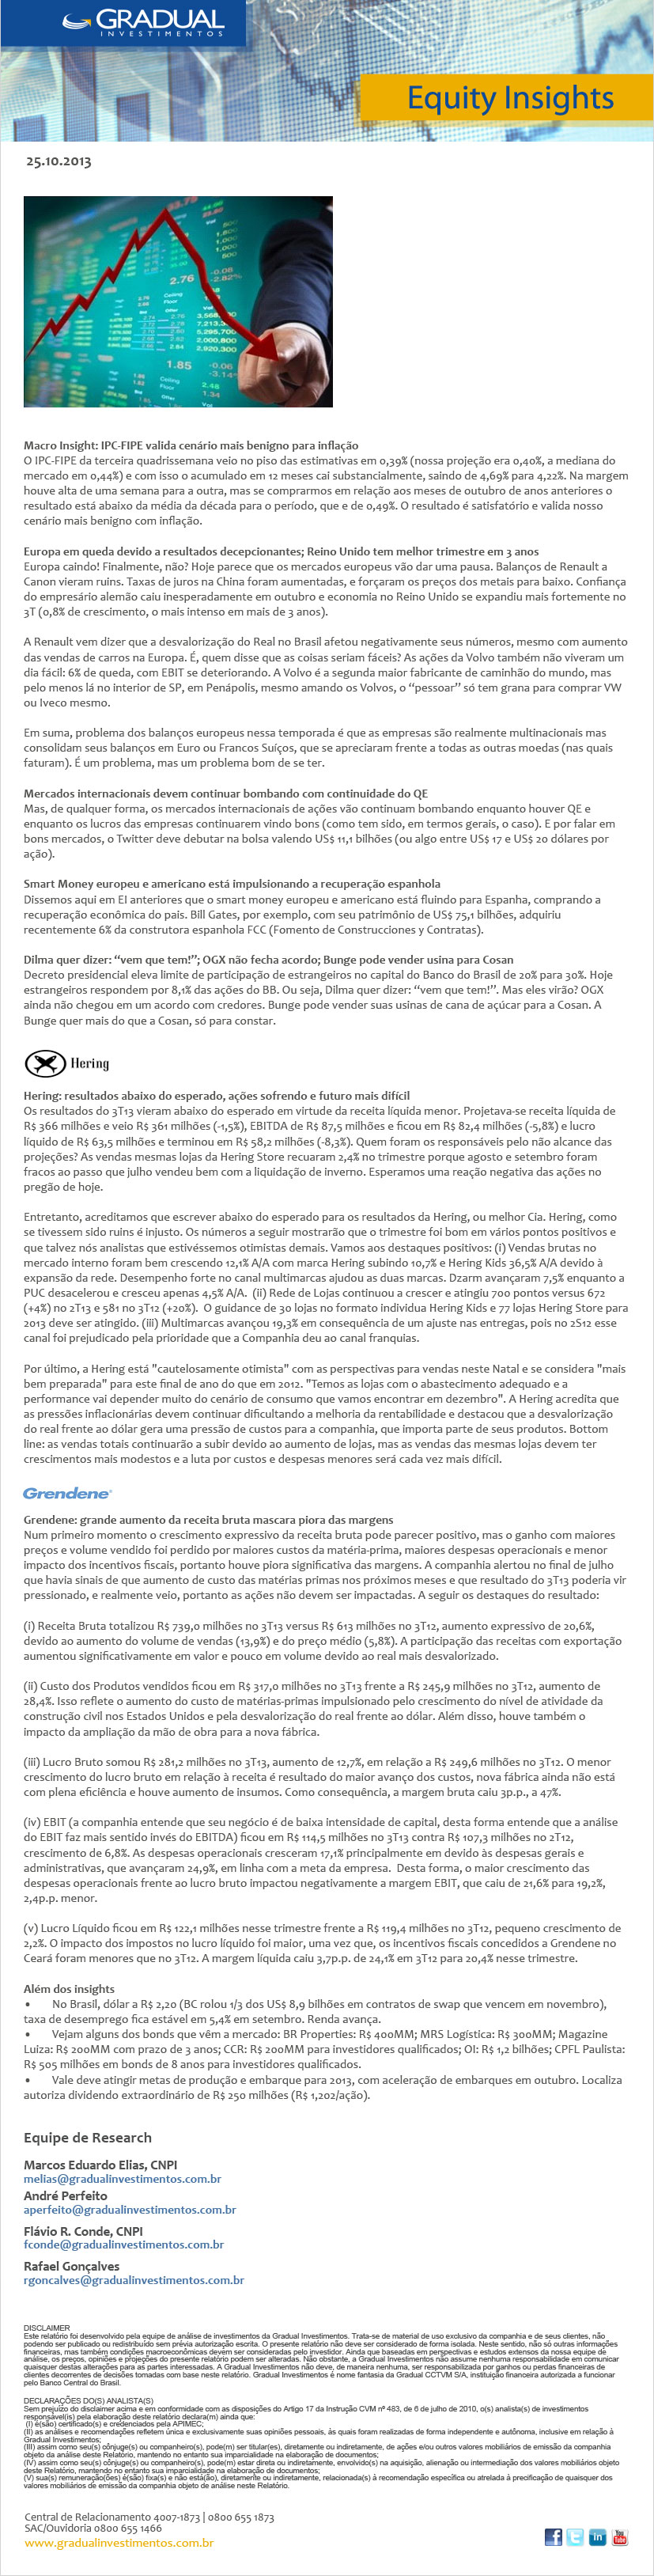 GRADUAL
INVESTIMENTOS
Equity Insights
25.10.2013
2.76
1.85
-0.06
-3.14
Macro Insight: IPC-FIPE valida cenário mais benigno para inflação
O IPC-FIPE da terceira quadrissemana veio no piso das estimativas em 0,39% (nossa projeção era 0,40%, a mediana do
mercado em 0,44%) e com isso o acumulado em 12 meses cai substancialmente, saindo de 4,69% para 4,22%. Na margem
houve alta de uma semana para a outra, mas se comprarmos em relação aos meses de outubro de anos anteriores o
resultado está abaixo da média da década para o período, que e de 0,49%. O resultado é satisfatório e valida nosso
cenário mais benigno com inflação.
Europa em queda devido a resultados decepcionantes; Reino Unido tem melhor trimestre em 3 anos
Europa caindo! Finalmente, não? Hoje parece que os mercados europeus vão dar uma pausa. Balanços de Renault a
Canon vieram ruins. Taxas de juros na China foram aumentadas, e forçaram os preços dos metais para baixo. Confiança
do empresário alemão caiu inesperadamente em outubro e economia no Reino Unido se expandiu mais fortemente no
3T (0,8% de crescimento, o mais intenso em mais de 3 anos).
A Renault vem dizer que a desvalorização do Real no Brasil afetou negativamente seus números, mesmo com aumento
das vendas de carros na Europa. É, quem disse que as coisas seriam fáceis? As ações da Volvo também não viveram um
dia fácil: 6% de queda, com EBIT se deteriorando. A Volvo é a segunda maior fabricante de caminhão do mundo, mas
pelo menos lá no interior de SP, em Penápolis, mesmo amando os Volvos, o “pessoar” só tem grana para comprar VW
ou Iveco mesmo.
Em suma, problema dos balanços europeus nessa temporada é que as empresas são realmente multinacionais mas
consolidam seus balanços em Euro ou Francos Suíços, que se apreciaram frente a todas as outras moedas (nas quais
faturam). É um problema, mas um problema bom de se ter.
Mercados internacionais devem continuar bombando com continuidade do QE
Mas, de qualquer forma, os mercados internacionais de ações vão continuam bombando enquanto houver QE e
enquanto os lucros das empresas continuarem vindo bons (como tem sido, em termos gerais, o caso). E por falar em
bons mercados, o Twitter deve debutar na bolsa valendo US$ 11,1 bilhões (ou algo entre US$ 17 e US$ 20 dólares por
ação).
Smart Money europeu e americano está impulsionando a recuperação espanhola
Dissemos aqui em EI anteriores que o smart money europeu e americano está fluindo para Espanha, comprando a
recuperação econômica do país. Bill Gates, por exemplo, com seu patrimônio de US$ 75,1 bilhões, adquiriu
recentemente 6% da construtora espanhola FCC (Fomento de Construcciones y Contratas).
Dilma quer dizer: “vem que tem!”; OGX não fecha acordo; Bunge pode vender usina para Cosan
Decreto presidencial eleva limite de participação de estrangeiros no capital do Banco do Brasil de 20% para 30%. Hoje
estrangeiros respondem por 8,1% das ações do BB. Ou seja, Dilma quer dizer: “vem que tem!”. Mas eles virão? OGX
ainda não chegou em um acordo com credores. Bunge pode vender suas usinas de cana de açúcar para a Cosan. A
Bunge quer mais do que a Cosan, só para constar.
Hering
Hering: resultados abaixo do esperado, ações sofrendo e futuro mais difícil
Os resultados do 3T13 vieram abaixo do esperado em virtude da receita líquida menor. Projetava-se receita líquida de
R$ 366 milhões e veio R$ 361 milhões (-1,5%), EBITDA de R$ 87,5 milhões e ficou em R$ 82,4 milhões (-5,8%) e lucro
líquido de R$ 63,5 milhões e terminou em R$ 58,2 milhões (-8,3%). Quem foram os responsáveis pelo não alcance das
projeções? As vendas mesmas lojas da Hering Store recuaram 2,4% no trimestre porque agosto e setembro foram
fracos ao passo que julho vendeu bem com a liquidação de inverno. Esperamos uma reação negativa das ações no
pregão de hoje.
Entretanto, acreditamos que escrever abaixo do esperado para os resultados da Hering, ou melhor Cia. Hering, como
se tivessem sido ruins é injusto. Os números a seguir mostrarão que o trimestre foi bom em vários pontos positivos e
que talvez nós analistas que estivéssemos otimistas demais. Vamos aos destaques positivos: (i) Vendas brutas no
mercado interno foram bem crescendo 12,1% A/A com marca Hering subindo 10,7% e Hering Kids 36,5% A/A devido à
expansão da rede. Desempenho forte no canal multimarcas ajudou as duas marcas. Dzarm avançaram 7,5% enquanto a
PUC desacelerou e cresceu apenas 4,5% A/A. (ii) Rede de Lojas continuou a crescer e atingiu 700 pontos versus 672
(+4%) no 2T13 e 581 no 3T12 (+20%). O guidance de 30 lojas no formato individua Hering Kids e 77 lojas Hering Store para
2013 deve ser atingido. (iii) Multimarcas avançou 19,3% em consequência de um ajuste nas entregas, pois no 2S12 esse
canal foi prejudicado pela prioridade que a Companhia deu ao canal franquias.
Por último, a Hering está "cautelosamente otimista" com as perspectivas para vendas neste Natal e se considera "mais
bem preparada" para este final de ano do que em 2012. "Temos as lojas com o abastecimento adequado e a
performance vai depender muito do cenário de consumo que vamos encontrar em dezembro". A Hering acredita que
as pressões inflacionárias devem continuar dificultando a melhoria da rentabilidade e destacou que a desvalorização
do real frente ao dólar gera uma pressão de custos para a companhia, que importa parte de seus produtos. Bottom
line: as vendas totais continuarão a subir devido ao aumento de lojas, mas as vendas das mesmas lojas devem ter
crescimentos mais modestos e a luta por custos e despesas menores será cada vez mais difícil.
Grendene
Grendene: grande aumento da receita bruta mascara piora das margens
Num primeiro momento o crescimento expressivo da receita bruta pode parecer positivo, mas o ganho com maiores
preços e volume vendido foi perdido por maiores custos da matéria-prima, maiores despesas operacionais e menor
impacto dos incentivos fiscais, portanto houve piora significativa das margens. A companhia alertou no final de julho
que havia sinais de que aumento de custo das matérias primas nos próximos meses e que resultado do 3T13 poderia vir
pressionado, e realmente veio, portanto as ações não devem ser impactadas. A seguir os destaques do resultado:
(i) Receita Bruta totalizou R$ 739,0 milhões no 3T13 versus R$ 613 milhões no 3T12, aumento expressivo de 20,6%,
devido ao aumento do volume de vendas (13,9%) e do preço médio (5,8%). A participação das receitas com exportação
aumentou significativamente em valor e pouco em volume devido ao real mais desvalorizado.
(ii) Custo dos Produtos vendidos ficou em R$ 317,0 milhões no 3T13 frente a R$ 245,9 milhões no 3T12, aumento de
28,4%. Isso reflete o aumento do custo de matérias-primas impulsionado pelo crescimento do nível de atividade da
construção civil nos Estados Unidos e pela desvalorização do real frente ao dólar. Além disso, houve também o
impacto da ampliação da mão de obra para a nova fábrica.
(iii) Lucro Bruto somou R$ 281,2 milhões no 3T13, aumento de 12,7%, em relação a R$ 249,6 milhões no 3T12. O menor
crescimento do lucro bruto em relação à receita é resultado do maior avanço dos custos, nova fábrica ainda não está
com plena eficiência e houve aumento de insumos. Como consequência, a margem bruta caiu 3p.p., a 47%.
(iv) EBIT (a companhia entende que seu negócio é de baixa intensidade de capital, desta forma entende que a análise
do EBIT faz mais sentido invés do EBITDA) ficou em R$ 114,5 milhões no 3T13 contra R$ 107,3 milhões no 2T12,
crescimento de 6,8%. As despesas operacionais cresceram 17,1% principalmente em devido às despesas gerais e
administrativas, que avançaram 24,9%, em linha com a meta da empresa. Desta forma, o maior crescimento das
despesas operacionais frente ao lucro bruto impactou negativamente a margem EBIT, que caiu de 21,6% para 19,2%,
2,4p.p. menor.
(v) Lucro Líquido ficou em R$ 122,1 milhões nesse trimestre frente a R$ 119,4 milhões no 3T12, pequeno crescimento de
2,2%. O impacto dos impostos no lucro líquido foi maior, uma vez que, os incentivos fiscais concedidos a Grendene no
Ceará foram menores que no 3T12. A margem líquida caiu 3,7p.p. de 24,1% em 3T12 para 20,4% nesse trimestre.
Além dos insights
• No Brasil, dólar a R$ 2,20 (BC rolou 1/3 dos US$ 8,9 bilhões em contratos de swap que vencem em novembro),
taxa de desemprego fica estável em 5,4% em setembro. Renda avança.
• Vejam alguns dos bonds que vêm a mercado: BR Properties: R$ 400MM; MRS Logística: R$ 300MM; Magazine
Luiza: R$ 200MM com prazo de 3 anos; CCR: R$ 200MM para investidores qualificados; OI: R$ 1,2 bilhões; CPFL Paulista:
R$ 505 milhões em bonds de 8 anos para investidores qualificados.
• Vale deve atingir metas de produção e embarque para 2013, com aceleração de embarques em outubro. Localiza
autoriza dividendo extraordinário de R$ 250 milhões (R$ 1,202/ação).
Equipe de Research
Marcos Eduardo Elias, CNPI
melias@gradualinvestimentos.com.br
André Perfeito
aperfeito@gradualinvestimentos.com.br
Flávio R. Conde, CNPI
fconde@gradualinvestimentos.com.br
Rafael Gonçalves
rgoncalves@gradualinvestimentos.com.br
DISCLAIMER
Este relatório foi desenvolvido pela equipe de análise de investimentos da Gradual Investimentos. Trata-se de material de uso exclusivo da companhia e de seus clientes, não
podendo ser publicado ou redistribuído sem prévia autorização escrita. O presente relatório não deve ser considerado de forma isolada. Neste sentido, não só outras informações
financeiras, mas também condições macroeconômicas devem ser consideradas pelo investidor. Ainda que baseadas em perspectivas e estudos extensos da nossa equipe de
análise, os preços, opiniões e projeções do presente relatório podem ser alteradas. Não obstante, a Gradual Investimentos não assume nenhuma responsabilidade em comunicar
quaisquer destas alterações para as partes interessadas. A Gradual Investimentos não deve, de maneira nenhuma, ser responsabilizada por ganhos ou perdas financeiras de
clientes decorrentes de decisões tomadas com base neste relatório. Gradual Investimentos é nome fantasia da Gradual CCTVM S/A, instituição financeira autorizada a funcionar
pelo Banco Central do Brasil.
DECLARAÇÕES DO(S) ANALISTA(S)
Sem prejuízo do disclaimer acima e em conformidade com as disposições do Artigo 17 da Instrução CVM nº 483, de 6 de julho de 2010, o(s) analista(s) de investimentos
responsável(is) pela elaboração deste relatório declara(m) ainda que:
(I) é(são) certificado(s) e credenciados pela APIMEC;
(II) as análises e recomendações refletem única e exclusivamente suas opiniões pessoais, às quais foram realizadas de forma independente e autônoma, inclusive em relação à
Gradual Investimentos;
(III) assim como seu(s) cônjuge(s) ou companheiro(s), pode(m) ser titular(es), diretamente ou indiretamente, de ações e/ou outros valores mobiliários de emissão da companhia
objeto da análise deste Relatório, mantendo no entanto sua imparcialidade na elaboração de documentos;
(IV) assim como seu(s) cônjuge(s) ou companheiro(s), pode(m) estar direta ou indiretamente, envolvido(s) na aquisição, alienação ou intermediação dos valores mobiliários objeto
deste Relatório, mantendo no entanto sua imparcialidade na elaboração de documentos;
(V) sua(s) remuneração(ões) é(são) fixa(s) e não está(ão), diretamente ou indiretamente, relacionada(s) à recomendação específica ou atrelada à precificação de quaisquer dos
valores mobiliários de emissão da companhia objeto de análise neste Relatório.
Central de Relacionamento 4007-1873 | 0800 655 1873
SAC/Ouvidoria 0800 655 1466
www.gradualinvestimentos.com.br